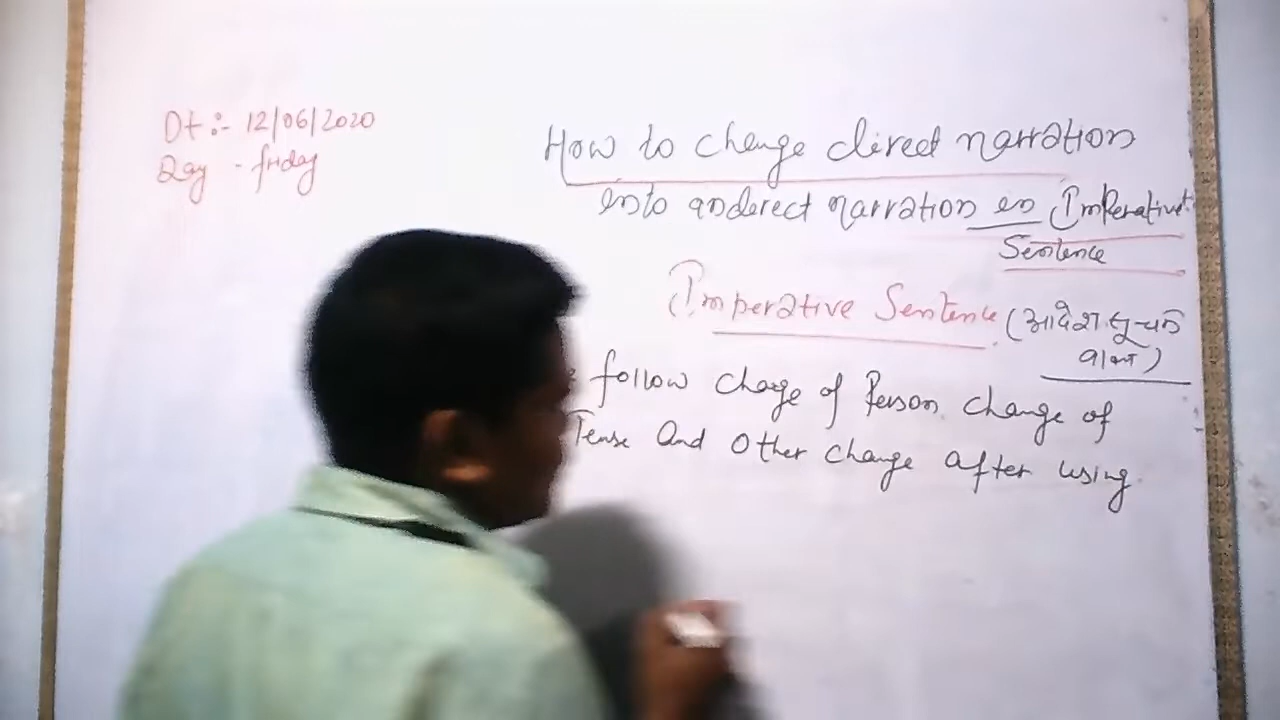 Dt :- 12/06/2020
Day - friday
How to change direct narration
into indirect narration in Imperative
Sentence
Imperative Sentence (आदेश सूचक
वाक्य)
follow change of Person change of
Tense and other change after using